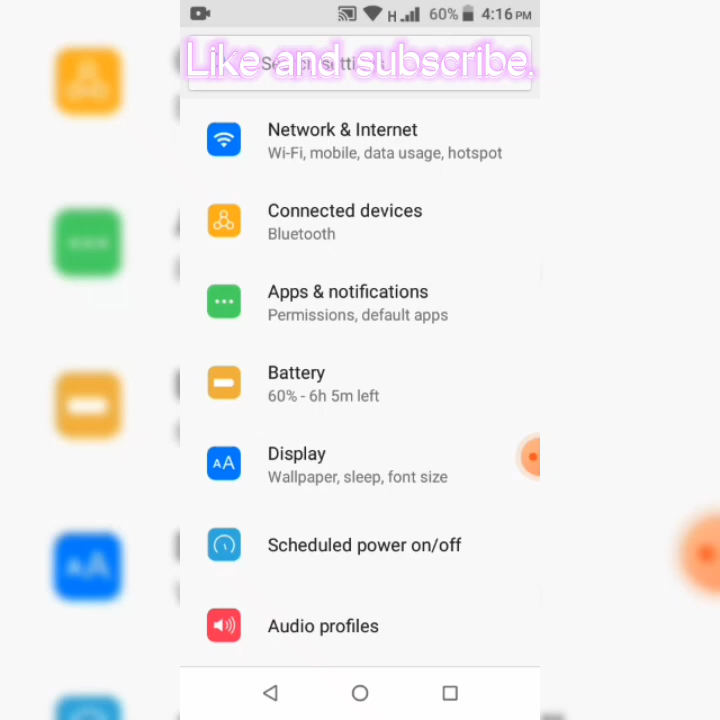 H 60% 4:16 PM
Like and subscribe.
Network & Internet
Wi-Fi, mobile, data usage, hotspot
Connected devices
Bluetooth
Apps & notifications
Permissions, default apps
Battery
60% - 6h 5m left
AA Display
Wallpaper, sleep, font size
Scheduled power on/off
Audio profiles